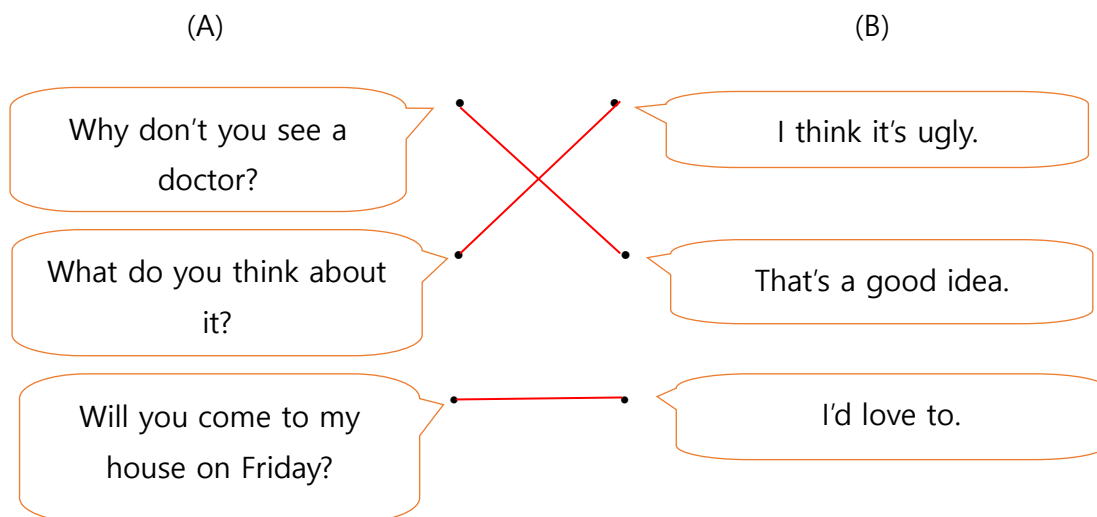 (A)
(B)
Why don't you see a
doctor?
I think it's ugly.
What do you think about
it?
That's a good idea.
Will you come to my
house on Friday?
I'd love to.